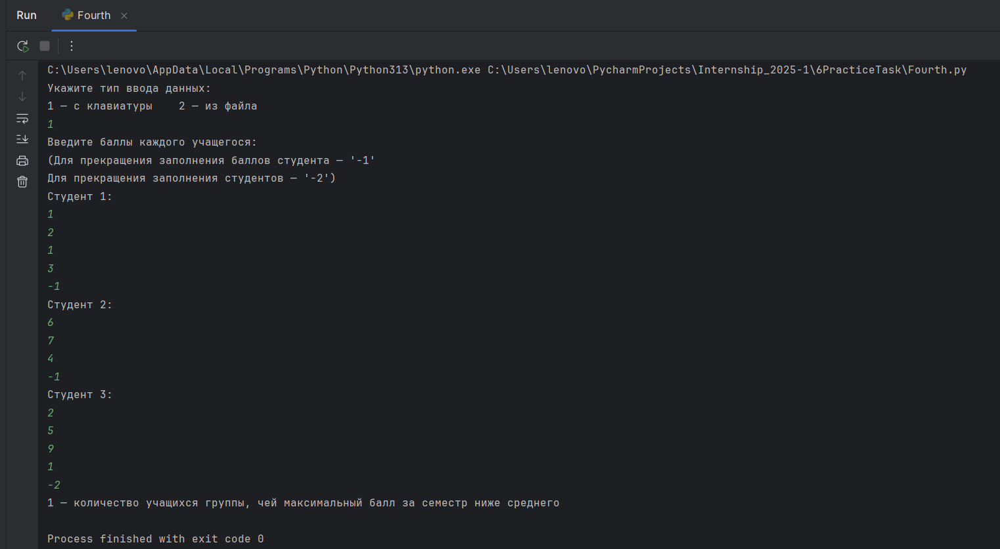 Run Fourth
C:\Users\lenovo\AppData\Local\Programs\Python\Python313\python.exe C:\Users\lenovo\PycharmProjects\Internship_2025-1\6PracticeTask\Fourth.py
Укажите тип ввода данных:
1 — с клавиатуры    2 — из файла
1
Введите баллы каждого учащегося:
(Для прекращения заполнения баллов студента — '-1'
Для прекращения заполнения студентов — '-2')
Студент 1:
1
2
1
3
-1
Студент 2:
6
7
4
-1
Студент 3:
2
5
9
1
-2
1 — количество учащихся группы, чей максимальный балл за семестр ниже среднего
Process finished with exit code 0